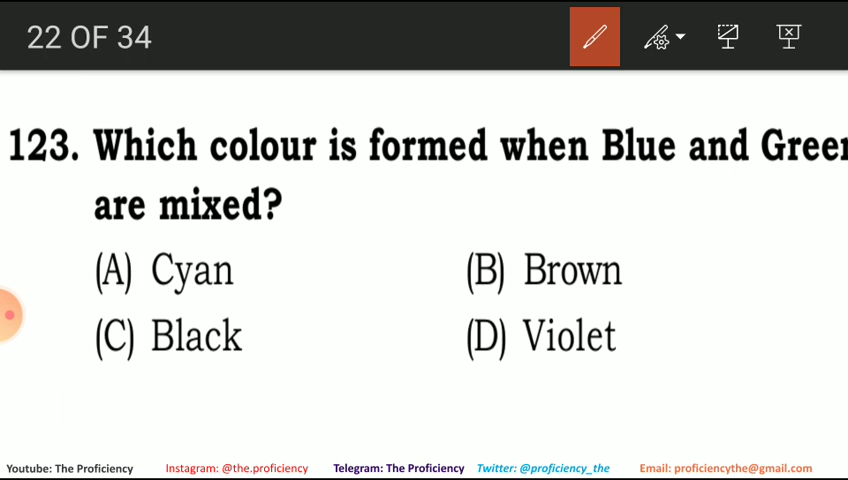 22 OF 34
123. Which colour is formed when Blue and Green
are mixed?
(A) Cyan (B) Brown
(C) Black (D) Violet
Youtube: The Proficiency Instagram: @the.proficiency Telegram: The Proficiency Twitter: @proficiency_the Email: proficiencythe@gmail.com